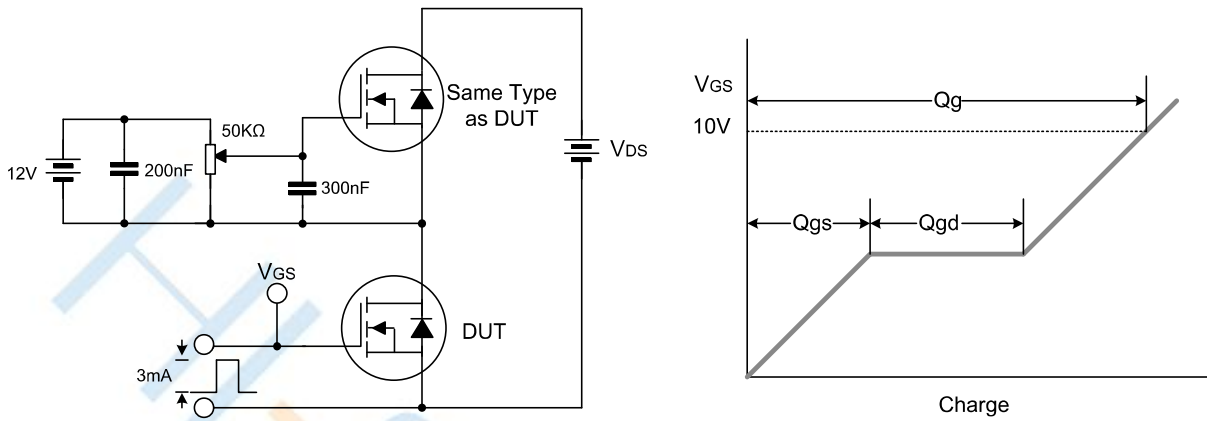 12V
200nF
50KΩ
300nF
Same Type
as DUT
VDS
VGS
3mA
DUT
VGS
10V
Qg
Qgs
Qgd
Charge